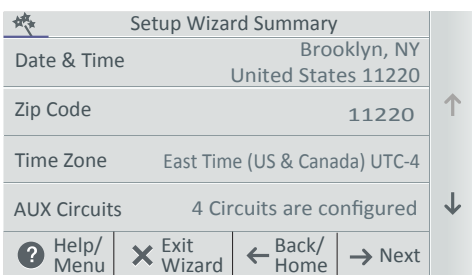 Setup Wizard Summary
Date & Time
Brooklyn, NY
United States 11220
Zip Code
11220
Time Zone
East Time (US & Canada) UTC-4
AUX Circuits
4 Circuits are configured
Help/
Menu
Exit
Wizard
Back/
Home
Next